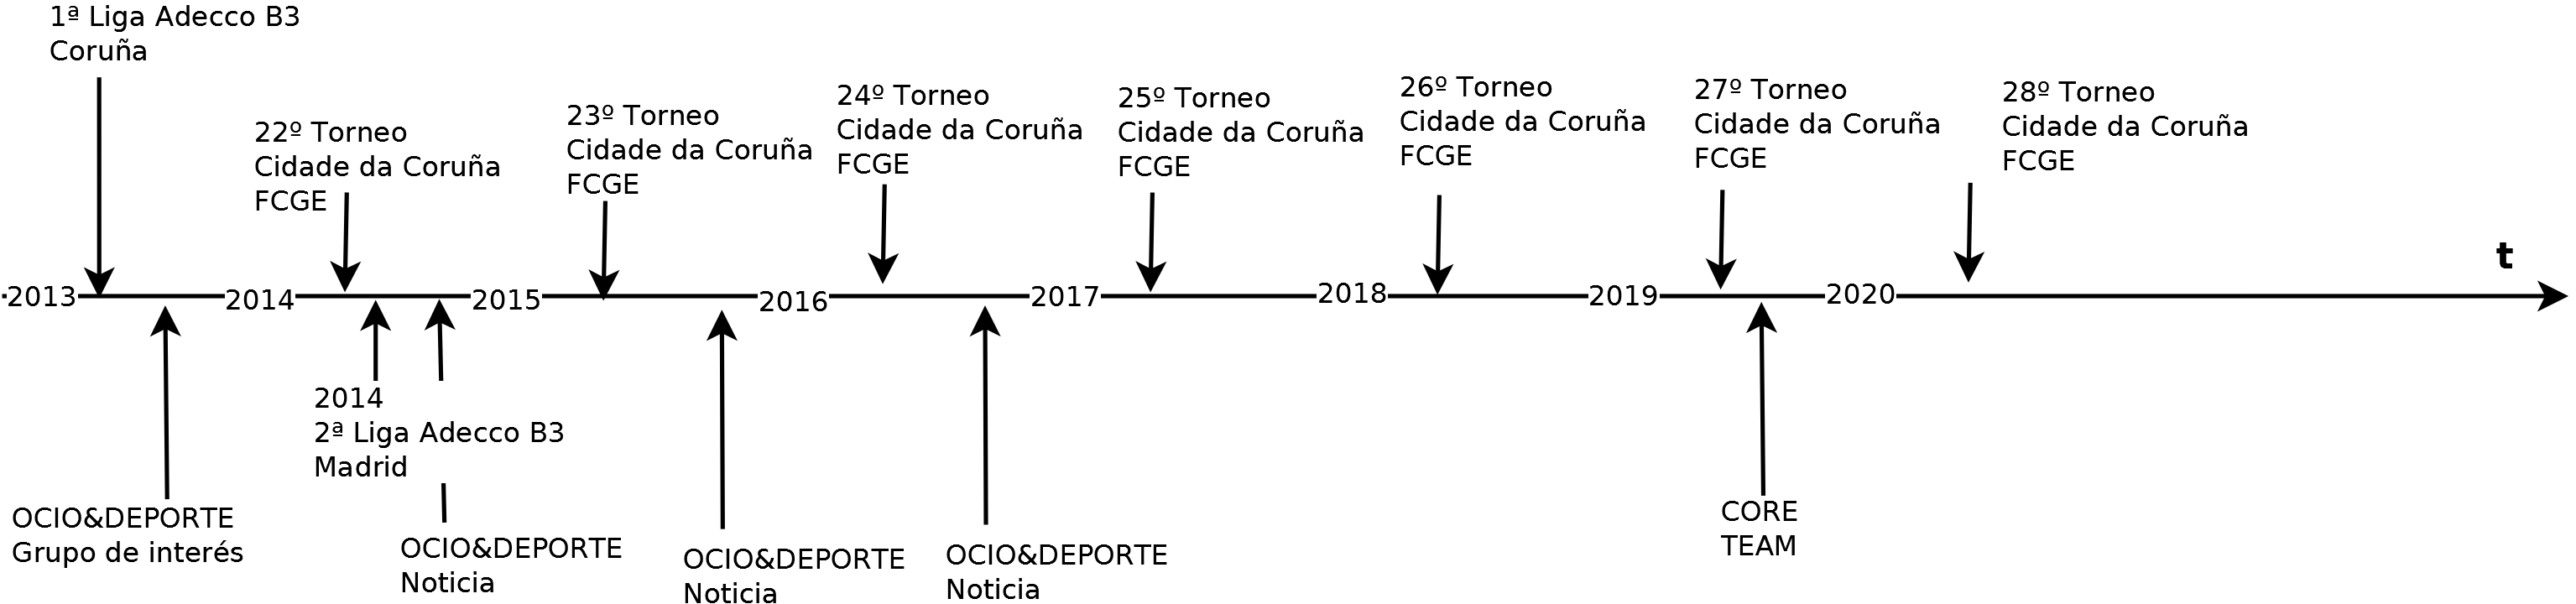 1ª Liga Adecco B3
Coruña
22º Torneo
Cidade da Coruña
FCGE
23º Torneo
Cidade da Coruña
FCGE
24º Torneo
Cidade da Coruña
FCGE
25º Torneo
Cidade da Coruña
FCGE
26º Torneo
Cidade da Coruña
FCGE
27º Torneo
Cidade da Coruña
FCGE
28º Torneo
Cidade da Coruña
FCGE
t
2013
2014
2015
2016
2017
2018
2019
2020
OCIO&DEPORTE
Grupo de interés
2014
2ª Liga Adecco B3
Madrid
OCIO&DEPORTE
Noticia
OCIO&DEPORTE
Noticia
OCIO&DEPORTE
Noticia
CORE
TEAM